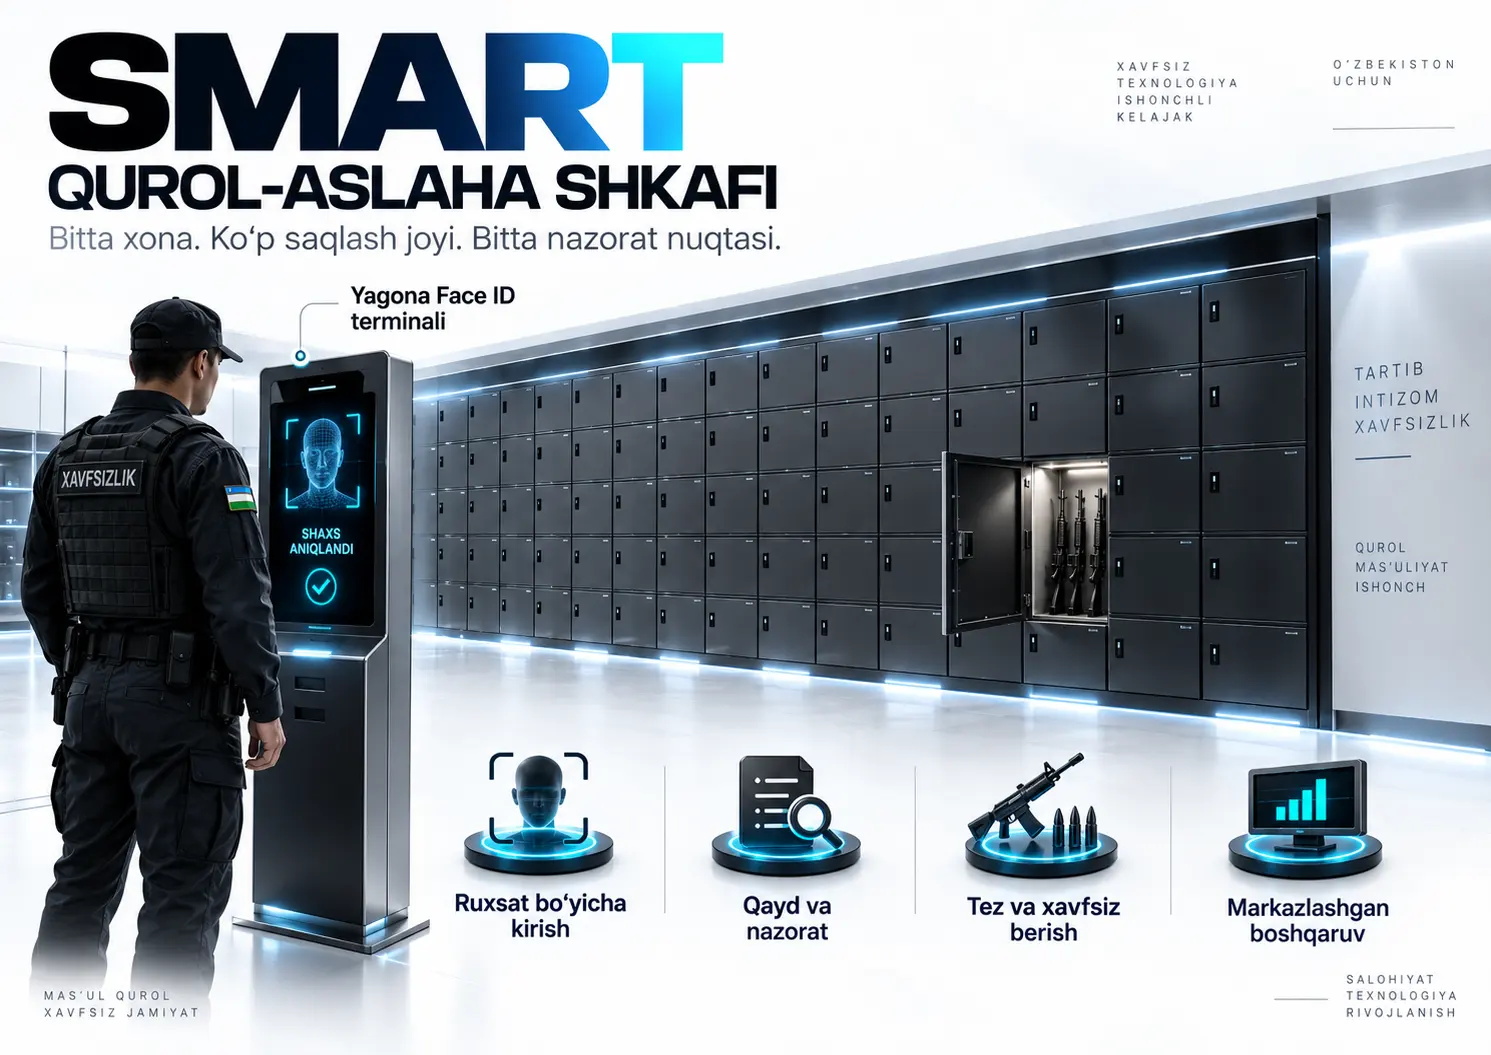 SMART
QUROL-ASLAHA SHKAFI
Bitta xona. Ko‘p saqlash joyi. Bitta nazorat nuqtasi.
XAVFSIZ
TEXNOLOGIYA
ISHONCHLI
KELAJAK
O‘ZBEKISTON
UCHUN
Yagona Face ID
terminali
XAVFSIZLIK
SHAXS
ANIQLANDI
TARTIB
INTIZOM
XAVFSIZLIK
QUROL
MAS’ULIYAT
ISHONCH
Ruxsat bo‘yicha
kirish
Qayd va
nazorat
Tez va xavfsiz
berish
Markazlashgan
boshqaruv
MAS’UL QUROL
XAVFSIZ JAMIYAT
SALOHIYAT
TEXNOLOGIYA
RIVOJLANISH